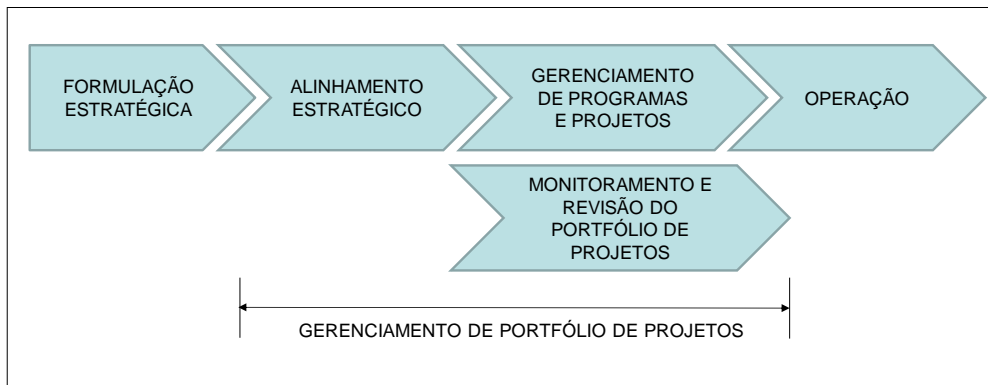 FORMULAÇÃO
ESTRATÉGICA
ALINHAMENTO
ESTRATÉGICO
GERENCIAMENTO
DE PROGRAMAS
E PROJETOS
OPERAÇÃO
MONITORAMENTO E
REVISÃO DO
PORTFÓLIO DE
PROJETOS
GERENCIAMENTO DE PORTFÓLIO DE PROJETOS